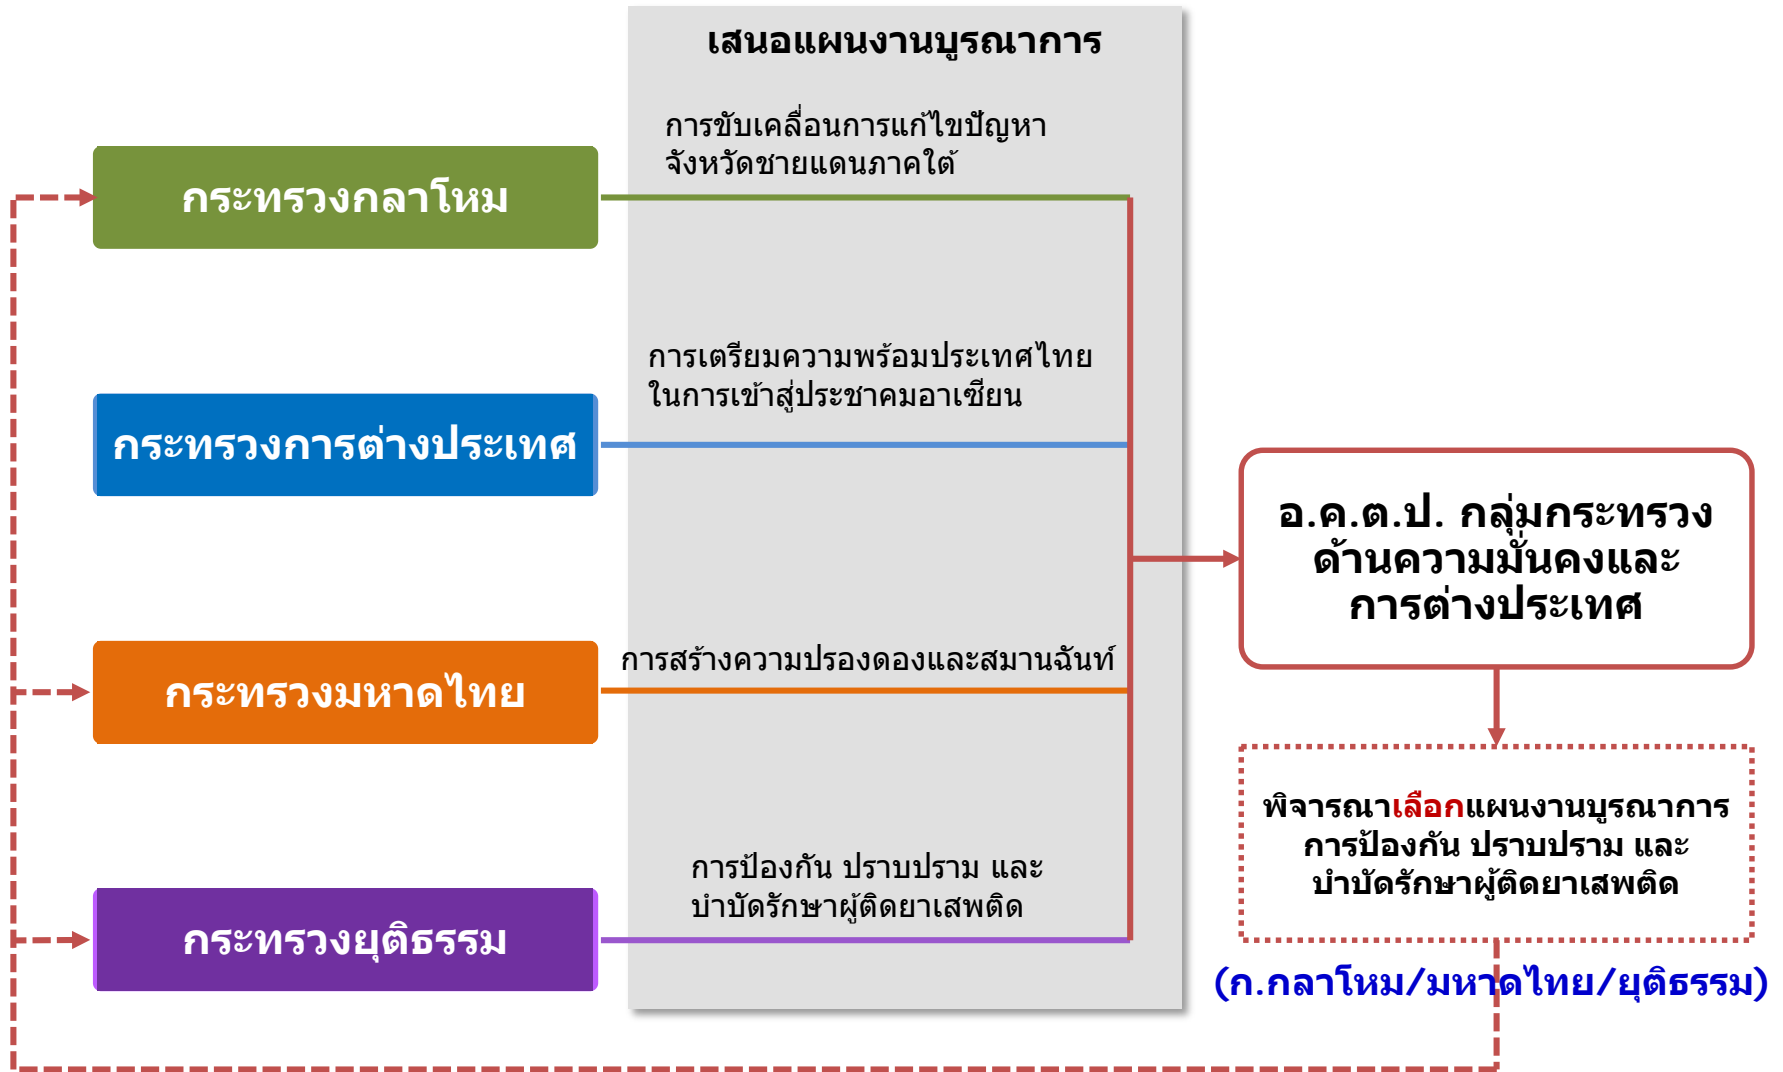 เสนอแผนงานบูรณาการ
การขับเคลื่อนการแก้ไขปัญหา
จังหวัดชายแดนภาคใต้
กระทรวงกลาโหม
การเตรียมความพร้อมประเทศไทย
ในการเข้าสู่ประชาคมอาเซียน
กระทรวงการต่างประเทศ
อ.ค.ต.ป. กลุ่มกระทรวง
ด้านความมั่นคงและ
การต่างประเทศ
การสร้างความปรองดองและสมานฉันท์
กระทรวงมหาดไทย
พิจารณาเลือกแผนงานบูรณาการ
การป้องกัน ปราบปราม และ
บำบัดรักษาผู้ติดยาเสพติด
การป้องกัน ปราบปราม และ
บำบัดรักษาผู้ติดยาเสพติด
กระทรวงยุติธรรม
(ก.กลาโหม/มหาดไทย/ยุติธรรม)